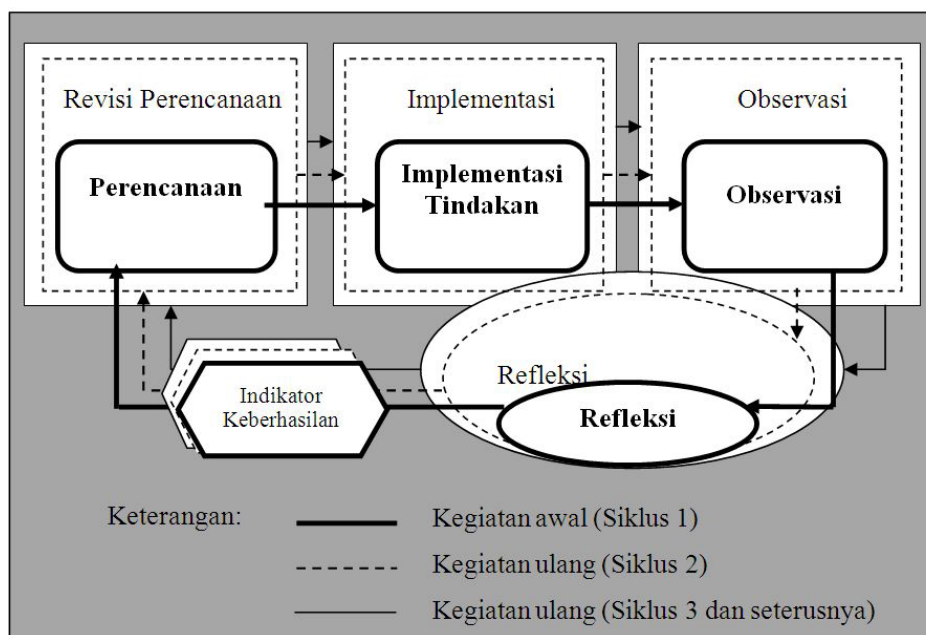 Revisi Perencanaan
Implementasi
Observasi
Perencanaan
Implementasi
Tindakan
Observasi
Refleksi
Refleksi
Indikator
Keberhasilan
Keterangan:
Kegiatan awal (Siklus 1)
Kegiatan ulang (Siklus 2)
Kegiatan ulang (Siklus 3 dan seterusnya)